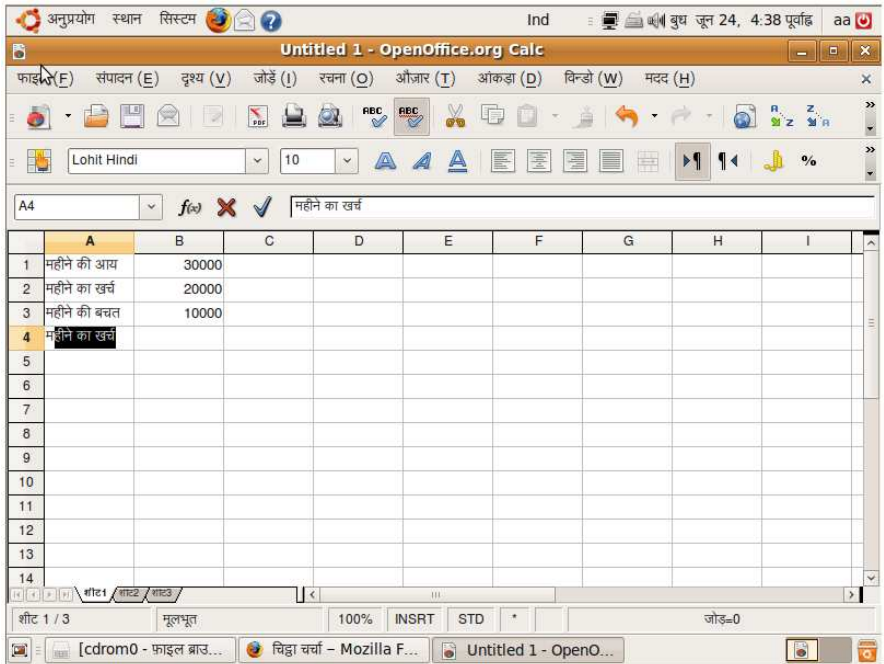 अनुप्रयोग स्थान सिस्टम Ind बुध जून 24, 4:38 पूर्वाह्न aa
Untitled 1 - OpenOffice.org Calc
फाइल (F) संपादन (E) दृश्य (V) जोड़ें (I) रचना (O) औज़ार (T) आंकड़ा (D) विन्डो (W) मदद (H)
Lohit Hindi 10
A4 f(x) महीने का खर्च
A B C D E F G H I
1 महीने की आय 30000
2 महीने का खर्च 20000
3 महीने की बचत 10000
4 महीने का खर्च
5
6
7
8
9
10
11
12
13
14
शीट1 शीट2 शीट3
शीट 1 / 3 मूलभूत 100% INSRT STD * जोड़=0
[cdrom0 - फ़ाइल ब्राउ... चिट्ठा चर्चा – Mozilla F... Untitled 1 - OpenO...